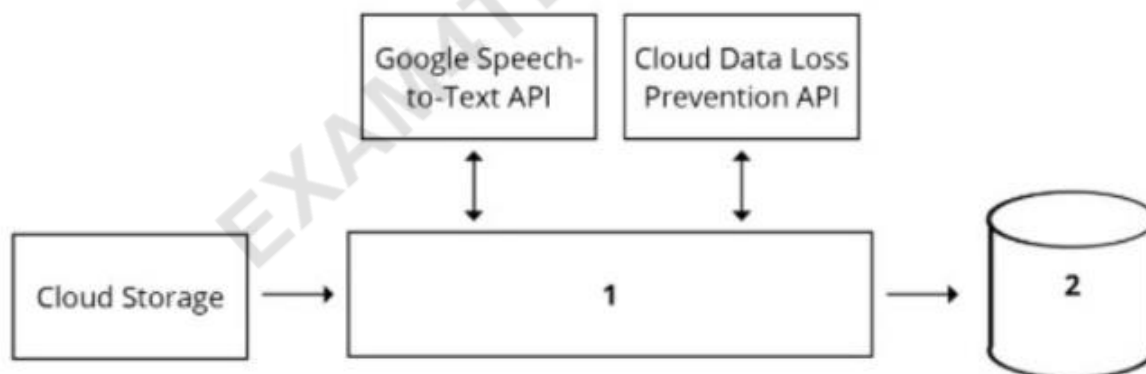 Google Speech-
to-Text API
Cloud Data Loss
Prevention API
Cloud Storage
1
2